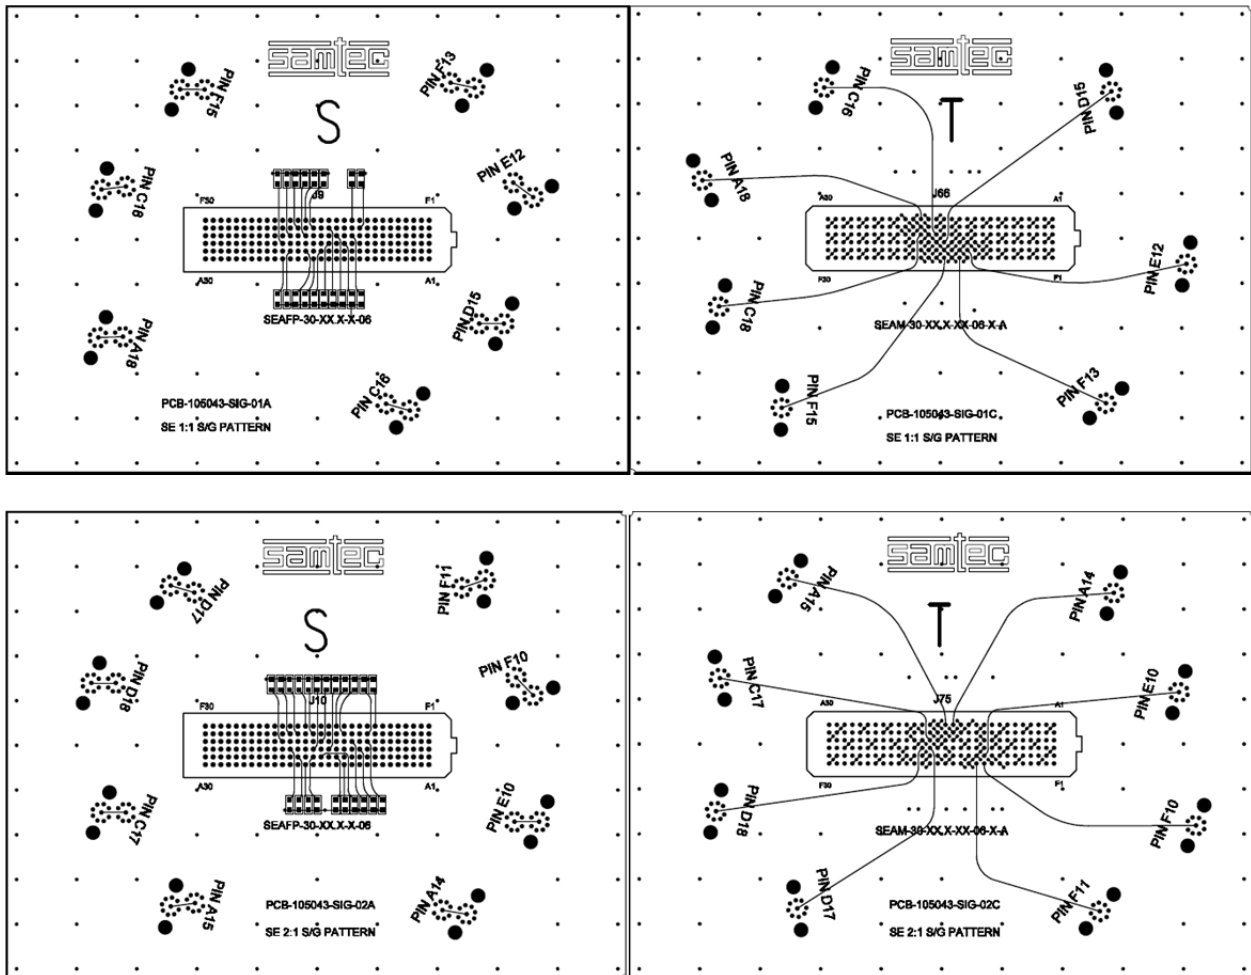 samtec
S
PIN F15
PIN F13
PIN C18
PIN E12
J9
F30
F1
A30
A1
SEAFP-30-XX.X-X-06
PIN A18
PIN D15
PIN C16
PCB-105043-SIG-01A
SE 1:1 S/G PATTERN
samtec
T
PIN C16
PIN D15
PIN A18
J66
A30
A1
PIN E12
F30
F1
PIN C18
SEAM-30-XX.X-XX-06-X-A
PIN F15
PIN F13
PCB-105043-SIG-01C
SE 1:1 S/G PATTERN
samtec
S
PIN D17
PIN F11
PIN D18
PIN F10
J10
F30
F1
A30
A1
SEAFP-30-XX.X-X-06
PIN C17
PIN E10
PIN A15
PIN A14
PCB-105043-SIG-02A
SE 2:1 S/G PATTERN
samtec
T
PIN A15
PIN A14
PIN C17
PIN E10
J75
A30
A1
F30
F1
PIN D18
PIN F10
SEAM-30-XX.X-XX-06-X-A
PIN D17
PIN F11
PCB-105043-SIG-02C
SE 2:1 S/G PATTERN